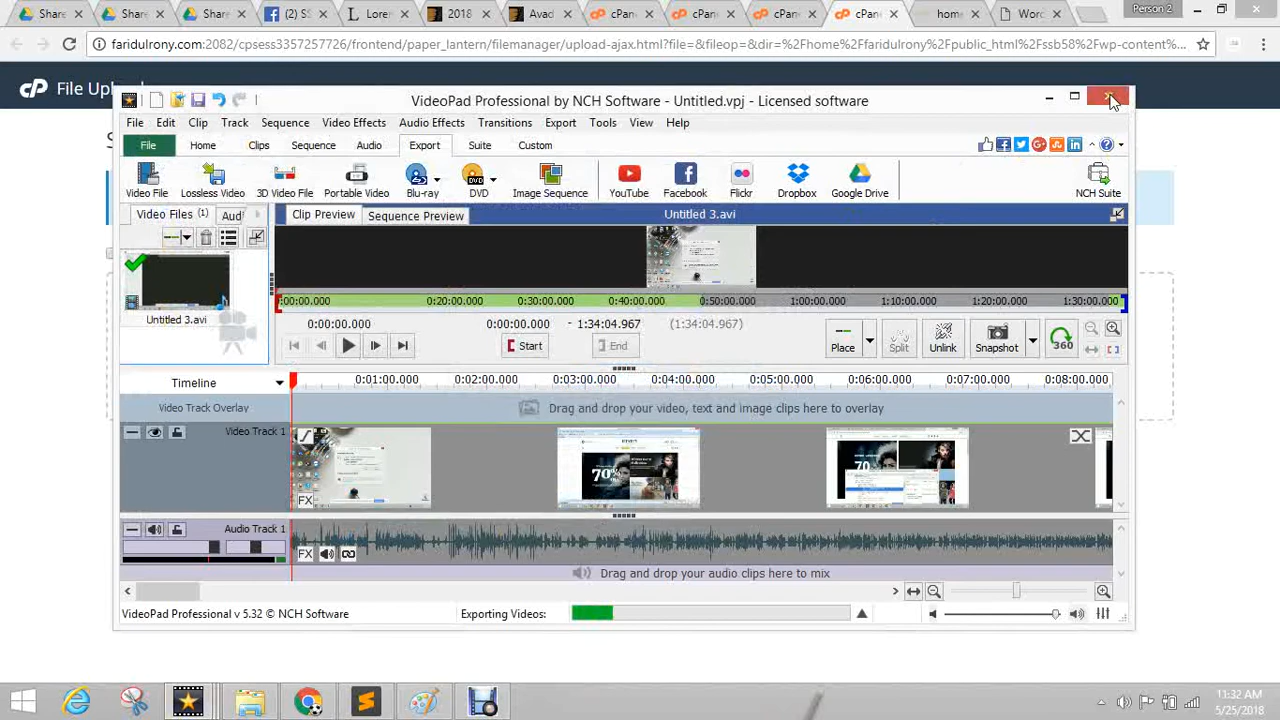 Share
Share
Share
(2) S
Lorem
2018
Avad
cPan
cPan
cPan
cPan
home
Word
Person 2
faridulrony.com:2082/cpsess3357257726/frontend/paper_lantern/filemanager/upload-ajax.html?file=&fileop=&dir=%2Fhome%2Ffaridulrony%2Fpublic_html%2Fssb58%2Fwp-content%...
cP File Upl
VideoPad Professional by NCH Software - Untitled.vpj - Licensed software
File Edit Clip Track Sequence Video Effects Audio Effects Transitions Export Tools View Help
File Home Clips Sequence Audio Export Suite Custom
Video File Lossless Video 3D Video File Portable Video Blu-ray DVD Image Sequence YouTube Facebook Flickr Dropbox Google Drive NCH Suite
Video Files (1) Aud
Clip Preview Sequence Preview Untitled 3.avi
Untitled 3.avi
0:00:00.000 0:20:00.000 0:30:00.000 0:40:00.000 0:50:00.000 1:00:00.000 1:10:00.000 1:20:00.000 1:30:00.000
0:00:00.000 0:00:00.000 - 1:34:04.967 (1:34:04.967)
Start End Place Split Unlink Snapshot 360
Timeline 0:01:00.000 0:02:00.000 0:03:00.000 0:04:00.000 0:05:00.000 0:06:00.000 0:07:00.000 0:08:00.000
Video Track Overlay Drag and drop your video, text and image clips here to overlay
Video Track 1
70%
FX
Audio Track 1
FX
Drag and drop your audio clips here to mix
VideoPad Professional v 5.32 © NCH Software Exporting Videos:
11:32 AM
5/25/2018